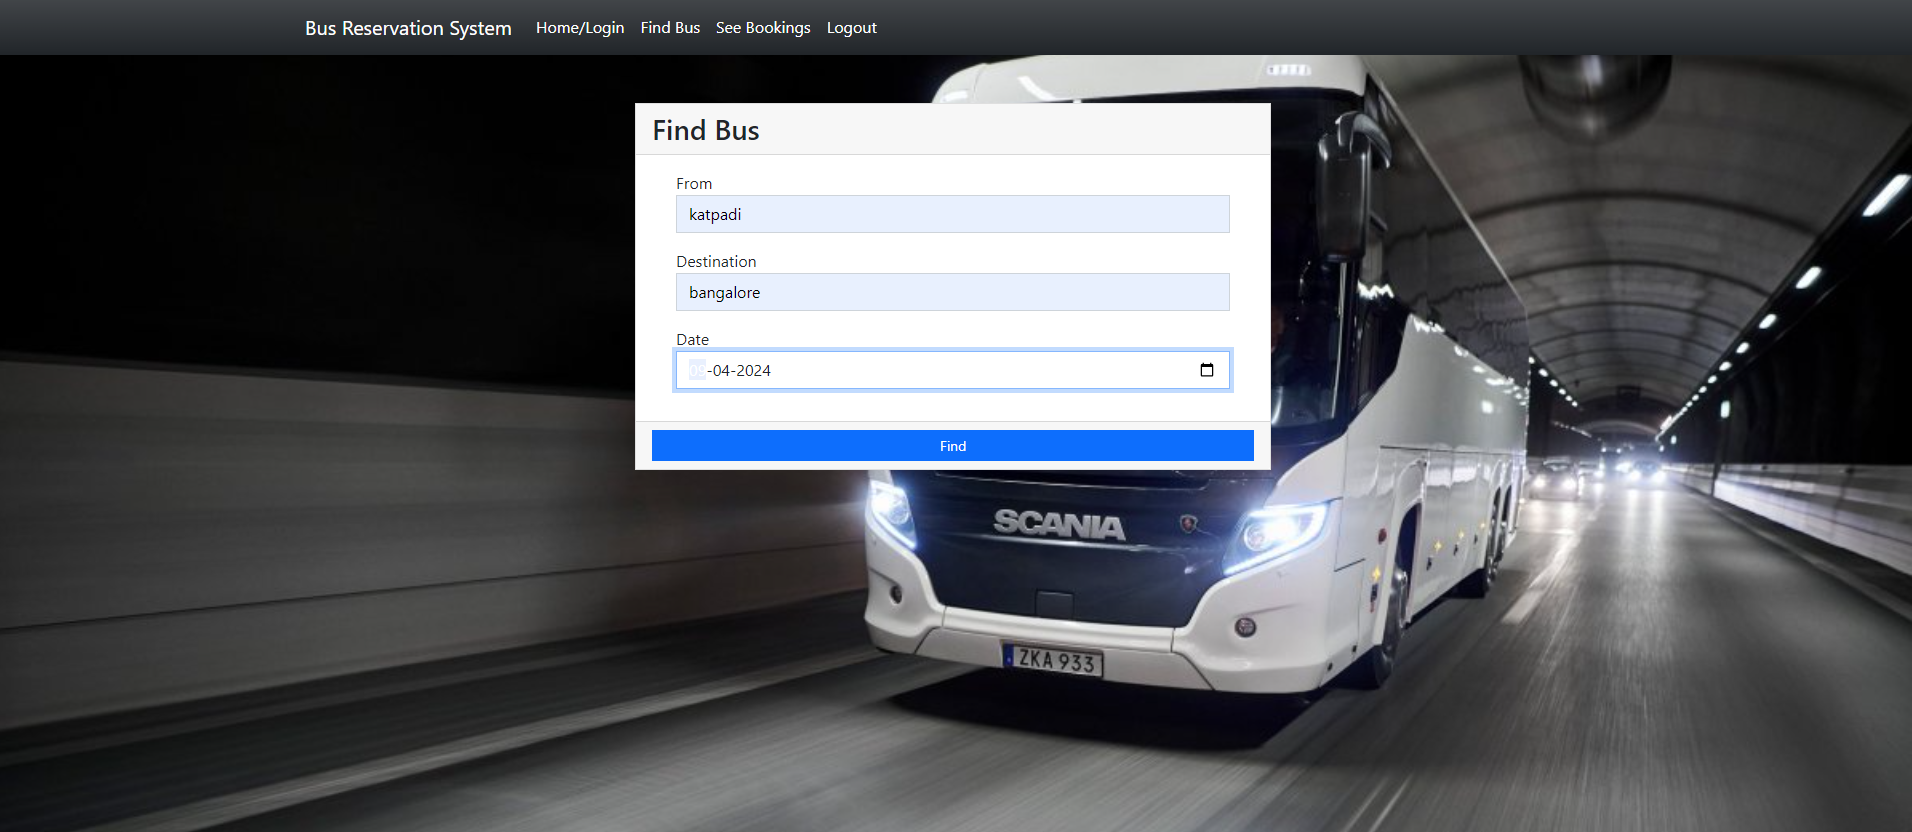 Bus Reservation System Home/Login Find Bus See Bookings Logout
Find Bus
From
katpadi
Destination
bangalore
Date
-04-2024
Find
SCANIA
ZKA 933